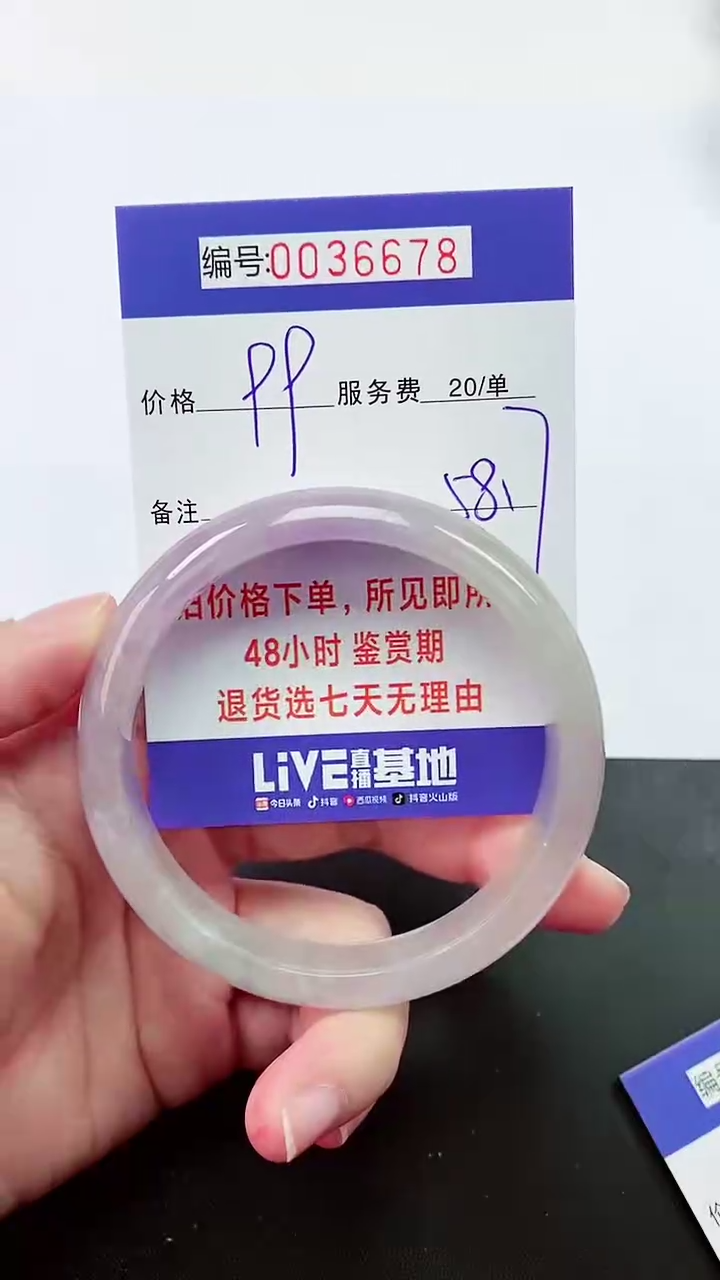 编号:0036678
价格 PP 服务费 20/单
备注 581
价格下单，所见即所
48小时 鉴赏期
退货选七天无理由
LiVE直播基地
今日头条 抖音 西瓜视频 抖音火山版
编